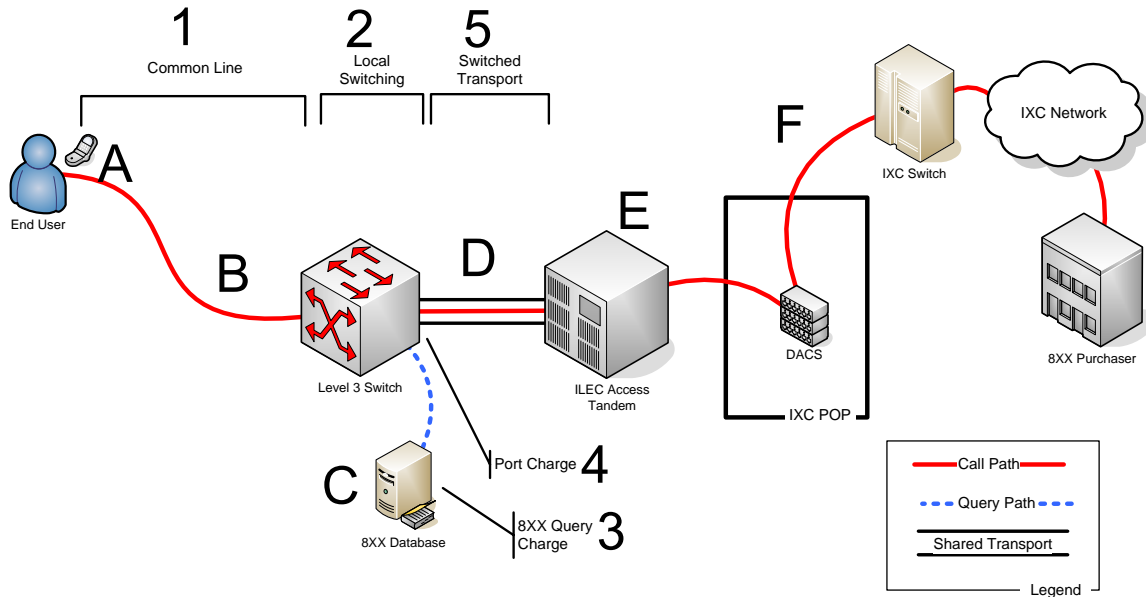 1
2
5
Common Line
Local
Switching
Switched
Transport
A
F
IXC Network
End User
IXC Switch
E
B
D
DACS
8XX Purchaser
Level 3 Switch
ILEC Access
Tandem
IXC POP
Port Charge
4
C
8XX Query
Charge
3
8XX Database
Call Path
Query Path
Shared Transport
Legend